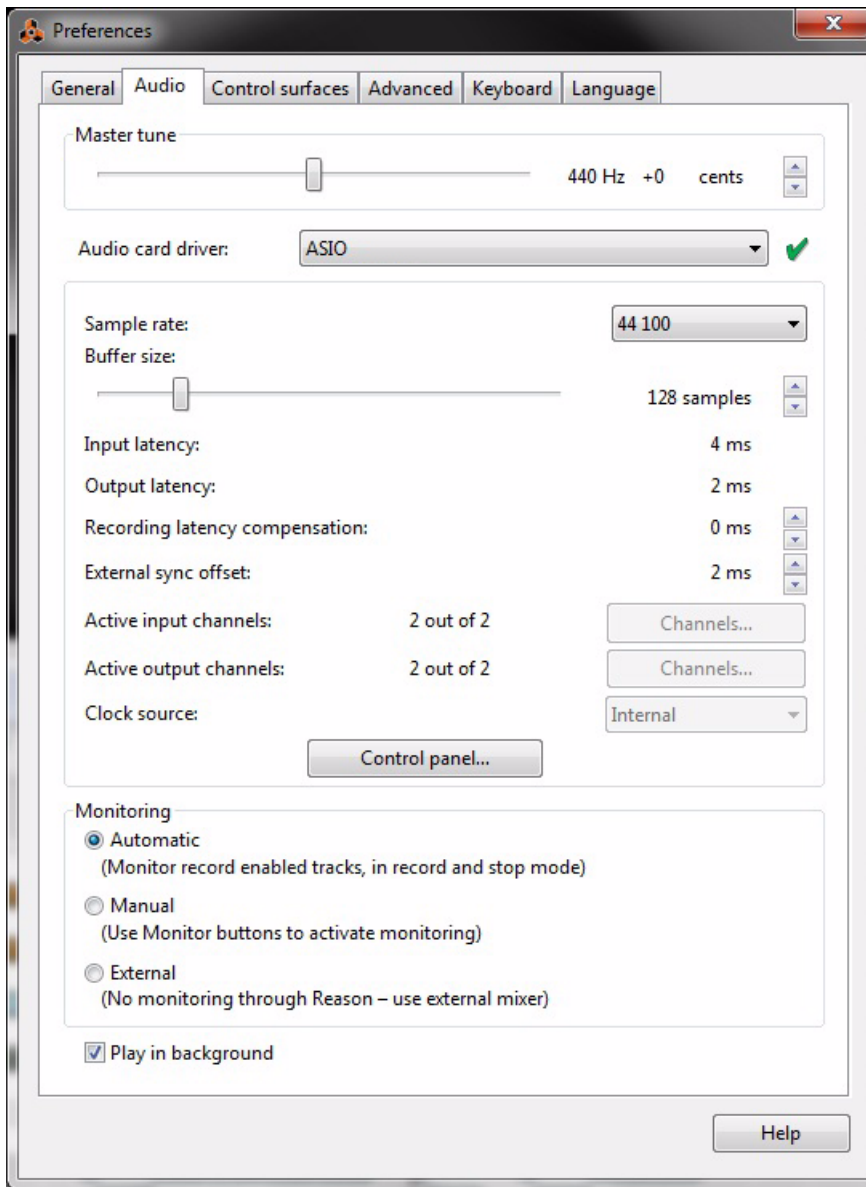 Preferences
General Audio Control surfaces Advanced Keyboard Language
Master tune
440 Hz +0 cents
Audio card driver: ASIO
Sample rate: 44 100
Buffer size:
128 samples
Input latency: 4 ms
Output latency: 2 ms
Recording latency compensation: 0 ms
External sync offset: 2 ms
Active input channels: 2 out of 2 Channels...
Active output channels: 2 out of 2 Channels...
Clock source: Internal
Control panel...
Monitoring
Automatic
(Monitor record enabled tracks, in record and stop mode)
Manual
(Use Monitor buttons to activate monitoring)
External
(No monitoring through Reason – use external mixer)
Play in background
Help